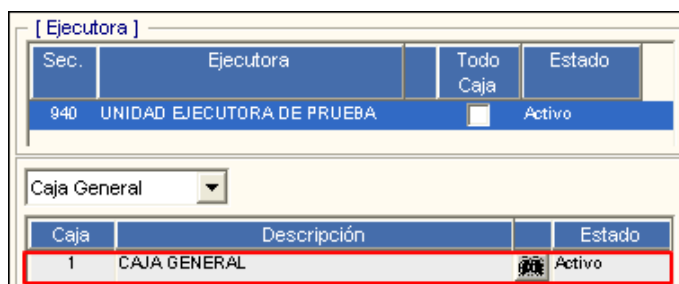 [ Ejecutora ]
Sec. Ejecutora Todo Caja Estado
940 UNIDAD EJECUTORA DE PRUEBA Activo
Caja General
Caja Descripción Estado
1 CAJA GENERAL Activo